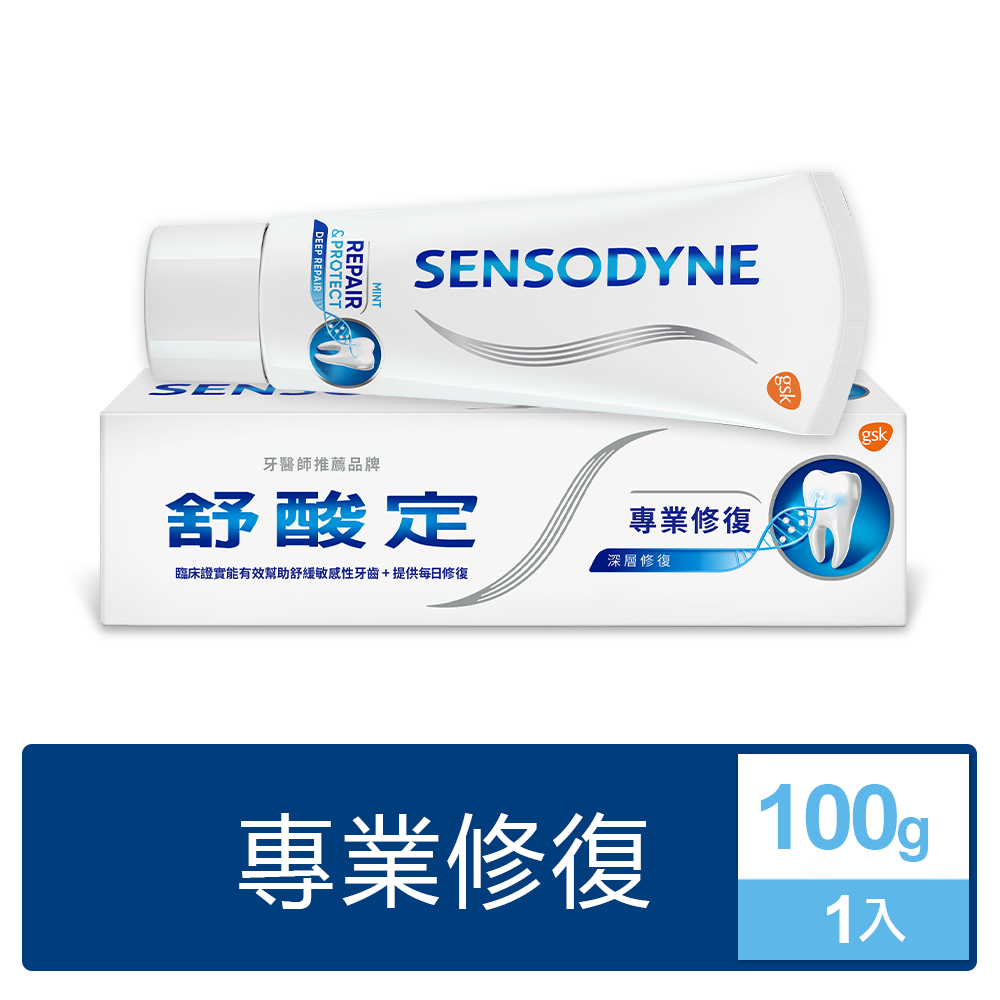 SENSODYNE
MINT
REPAIR
& PROTECT
DEEP REPAIR
gsk
gsk
牙醫師推薦品牌
舒酸定
臨床證實能有效幫助舒緩敏感性牙齒 + 提供每日修復
專業修復
深層修復
專業修復
100g
1入